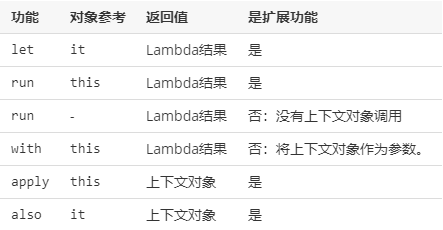 功能 对象参考 返回值 是扩展功能
let it Lambda结果 是
run this Lambda结果 是
run - Lambda结果 否：没有上下文对象调用
with this Lambda结果 否：将上下文对象作为参数。
apply this 上下文对象 是
also it 上下文对象 是